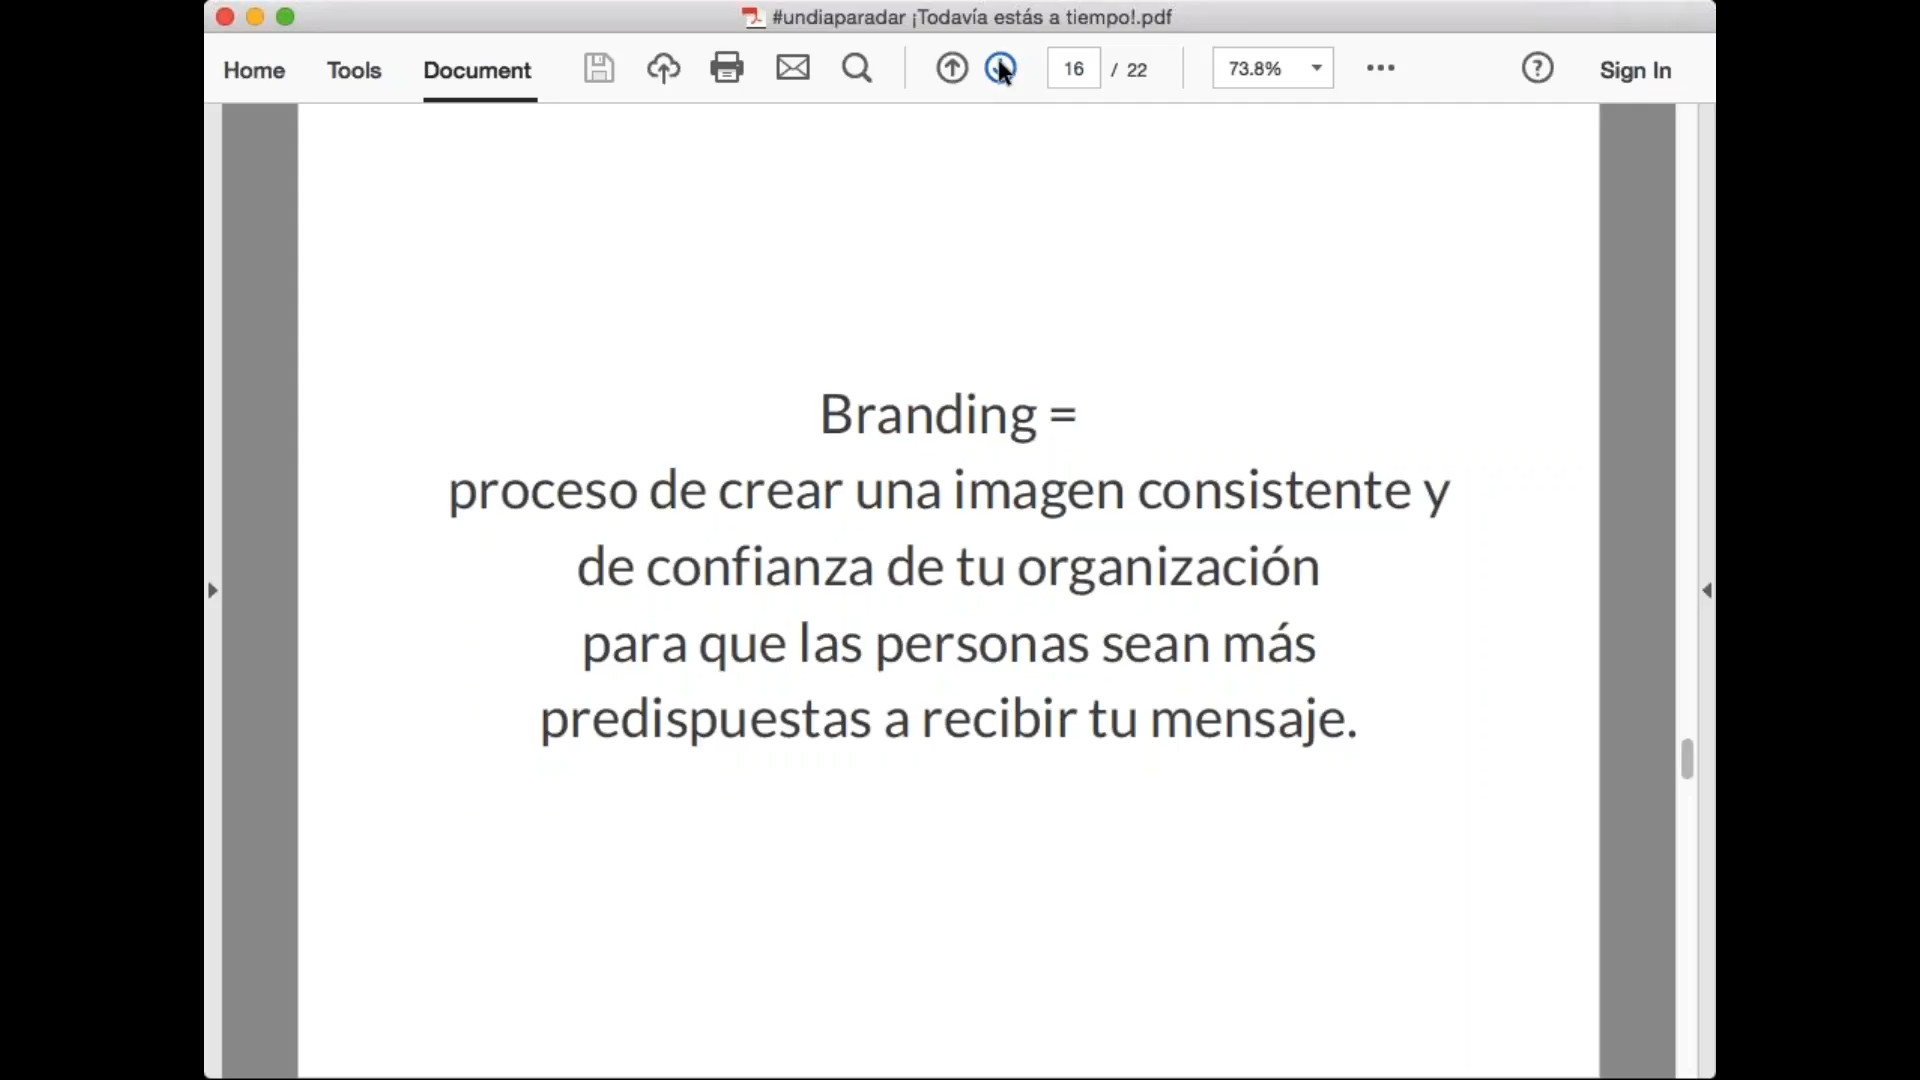 #undiaparadar ¡Todavía estás a tiempo!.pdf
Home Tools Document 16 / 22 73.8% Sign In
Branding =
proceso de crear una imagen consistente y
de confianza de tu organización
para que las personas sean más
predispuestas a recibir tu mensaje.